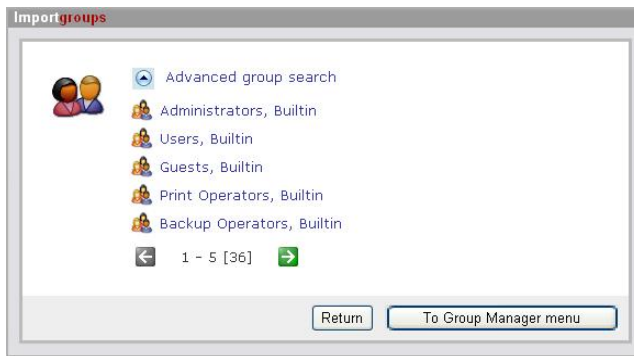 Importgroups
Advanced group search
Administrators, Builtin
Users, Builtin
Guests, Builtin
Print Operators, Builtin
Backup Operators, Builtin
1 - 5 [36]
Return To Group Manager menu